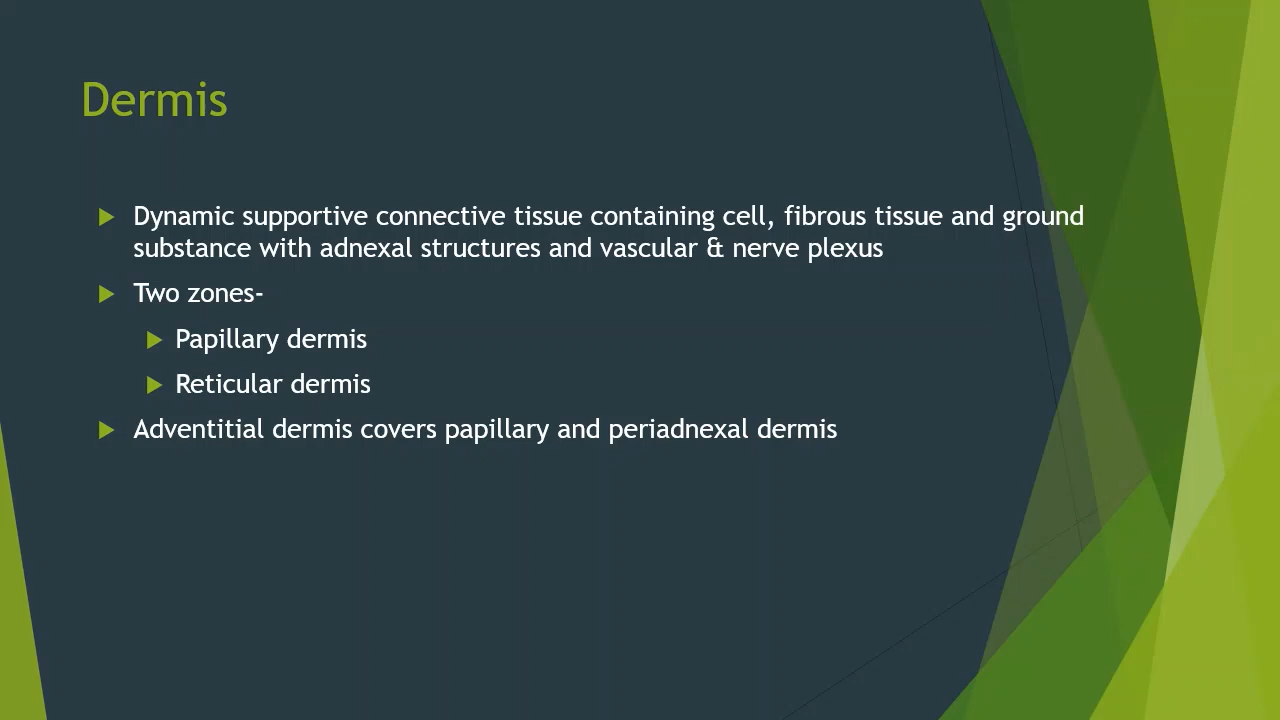 Dermis
Dynamic supportive connective tissue containing cell, fibrous tissue and ground
substance with adnexal structures and vascular & nerve plexus
Two zones-
Papillary dermis
Reticular dermis
Adventitial dermis covers papillary and periadnexal dermis